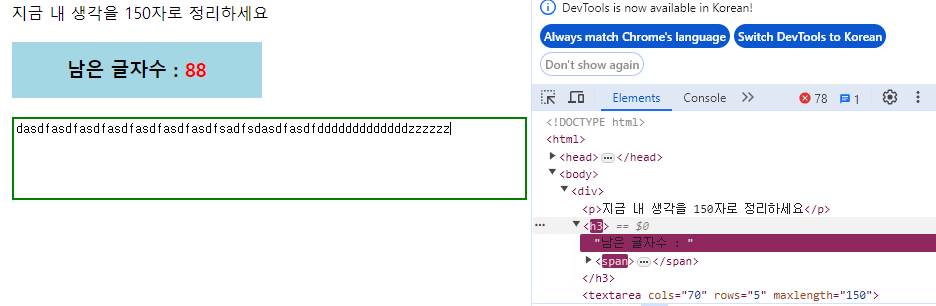 지금 내 생각을 150자로 정리하세요
남은 글자수 : 88
dasdfasdfasdfasdfasdfasdfasdfsadfsdasdfasdfdddddddddddddzzzzzz
DevTools is now available in Korean!
Always match Chrome's language Switch DevTools to Korean
Don't show again
Elements Console 78 1
<!DOCTYPE html>
<html>
<head> </head>
<body>
<div>
<p>지금 내 생각을 150자로 정리하세요</p>
<h3> == $0
"남은 글자수 : "
<span> </span>
</h3>
<textarea cols="70" rows="5" maxlength="150">